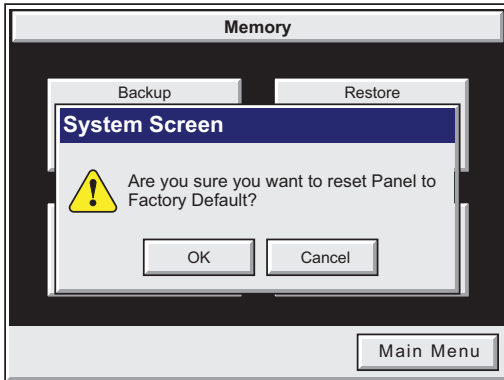 Memory
Backup
Restore
System Screen
Are you sure you want to reset Panel to
Factory Default?
OK
Cancel
Main Menu